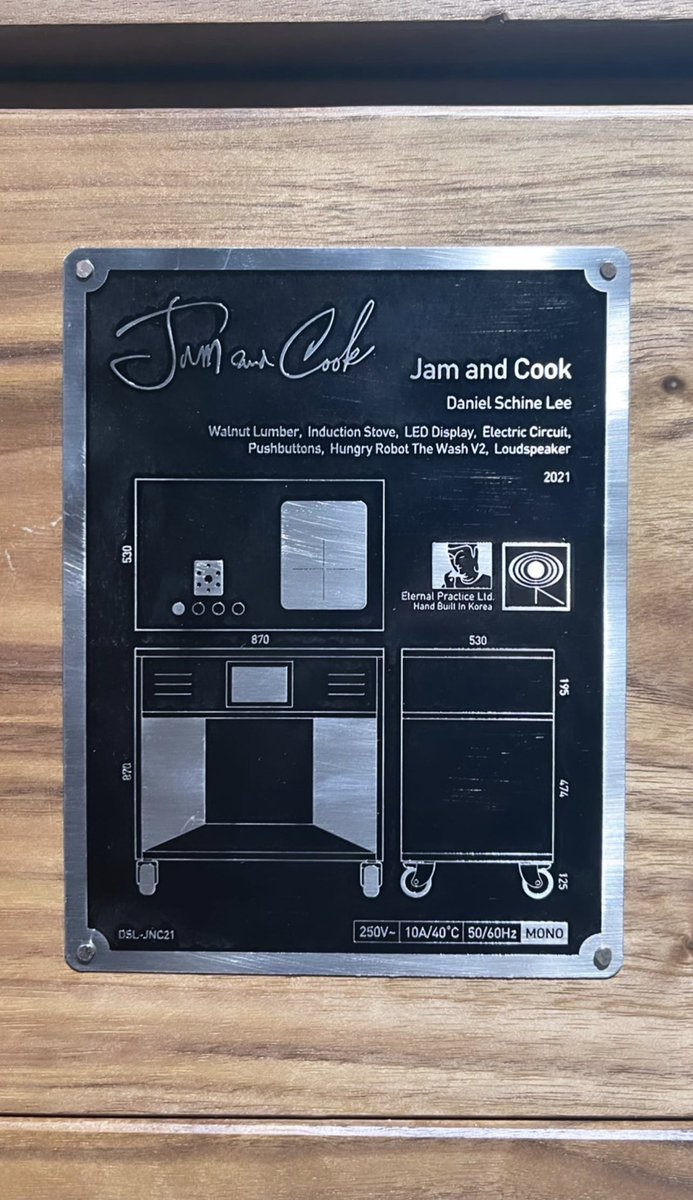 Jam and Cook
Jam and Cook
Daniel Schine Lee
Walnut Lumber, Induction Stove, LED Display, Electric Circuit,
Pushbuttons, Hungry Robot The Wash V2, Loudspeaker
2021
530
Eternal Practice Ltd.
Hand Built In Korea
870
530
870
195
474
125
DSL-JNC21
250V~ 10A/40°C 50/60Hz MONO